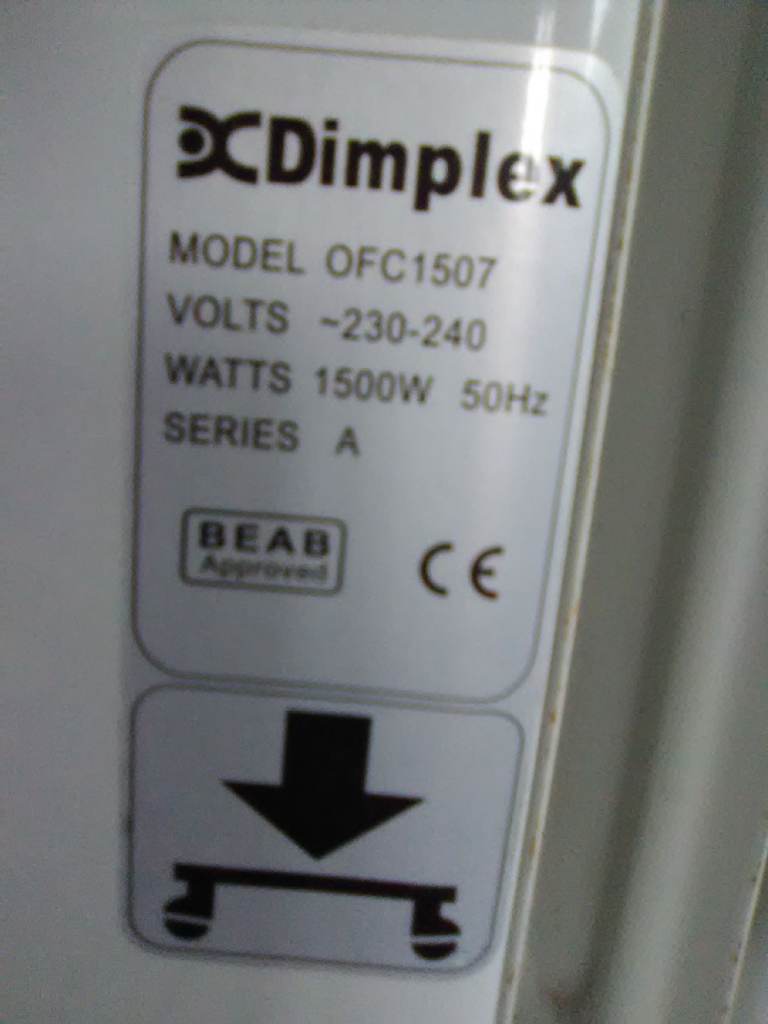 Dimplex
MODEL OFC1507
VOLTS ~230-240
WATTS 1500W 50Hz
SERIES A
BEAB
Approved
CE